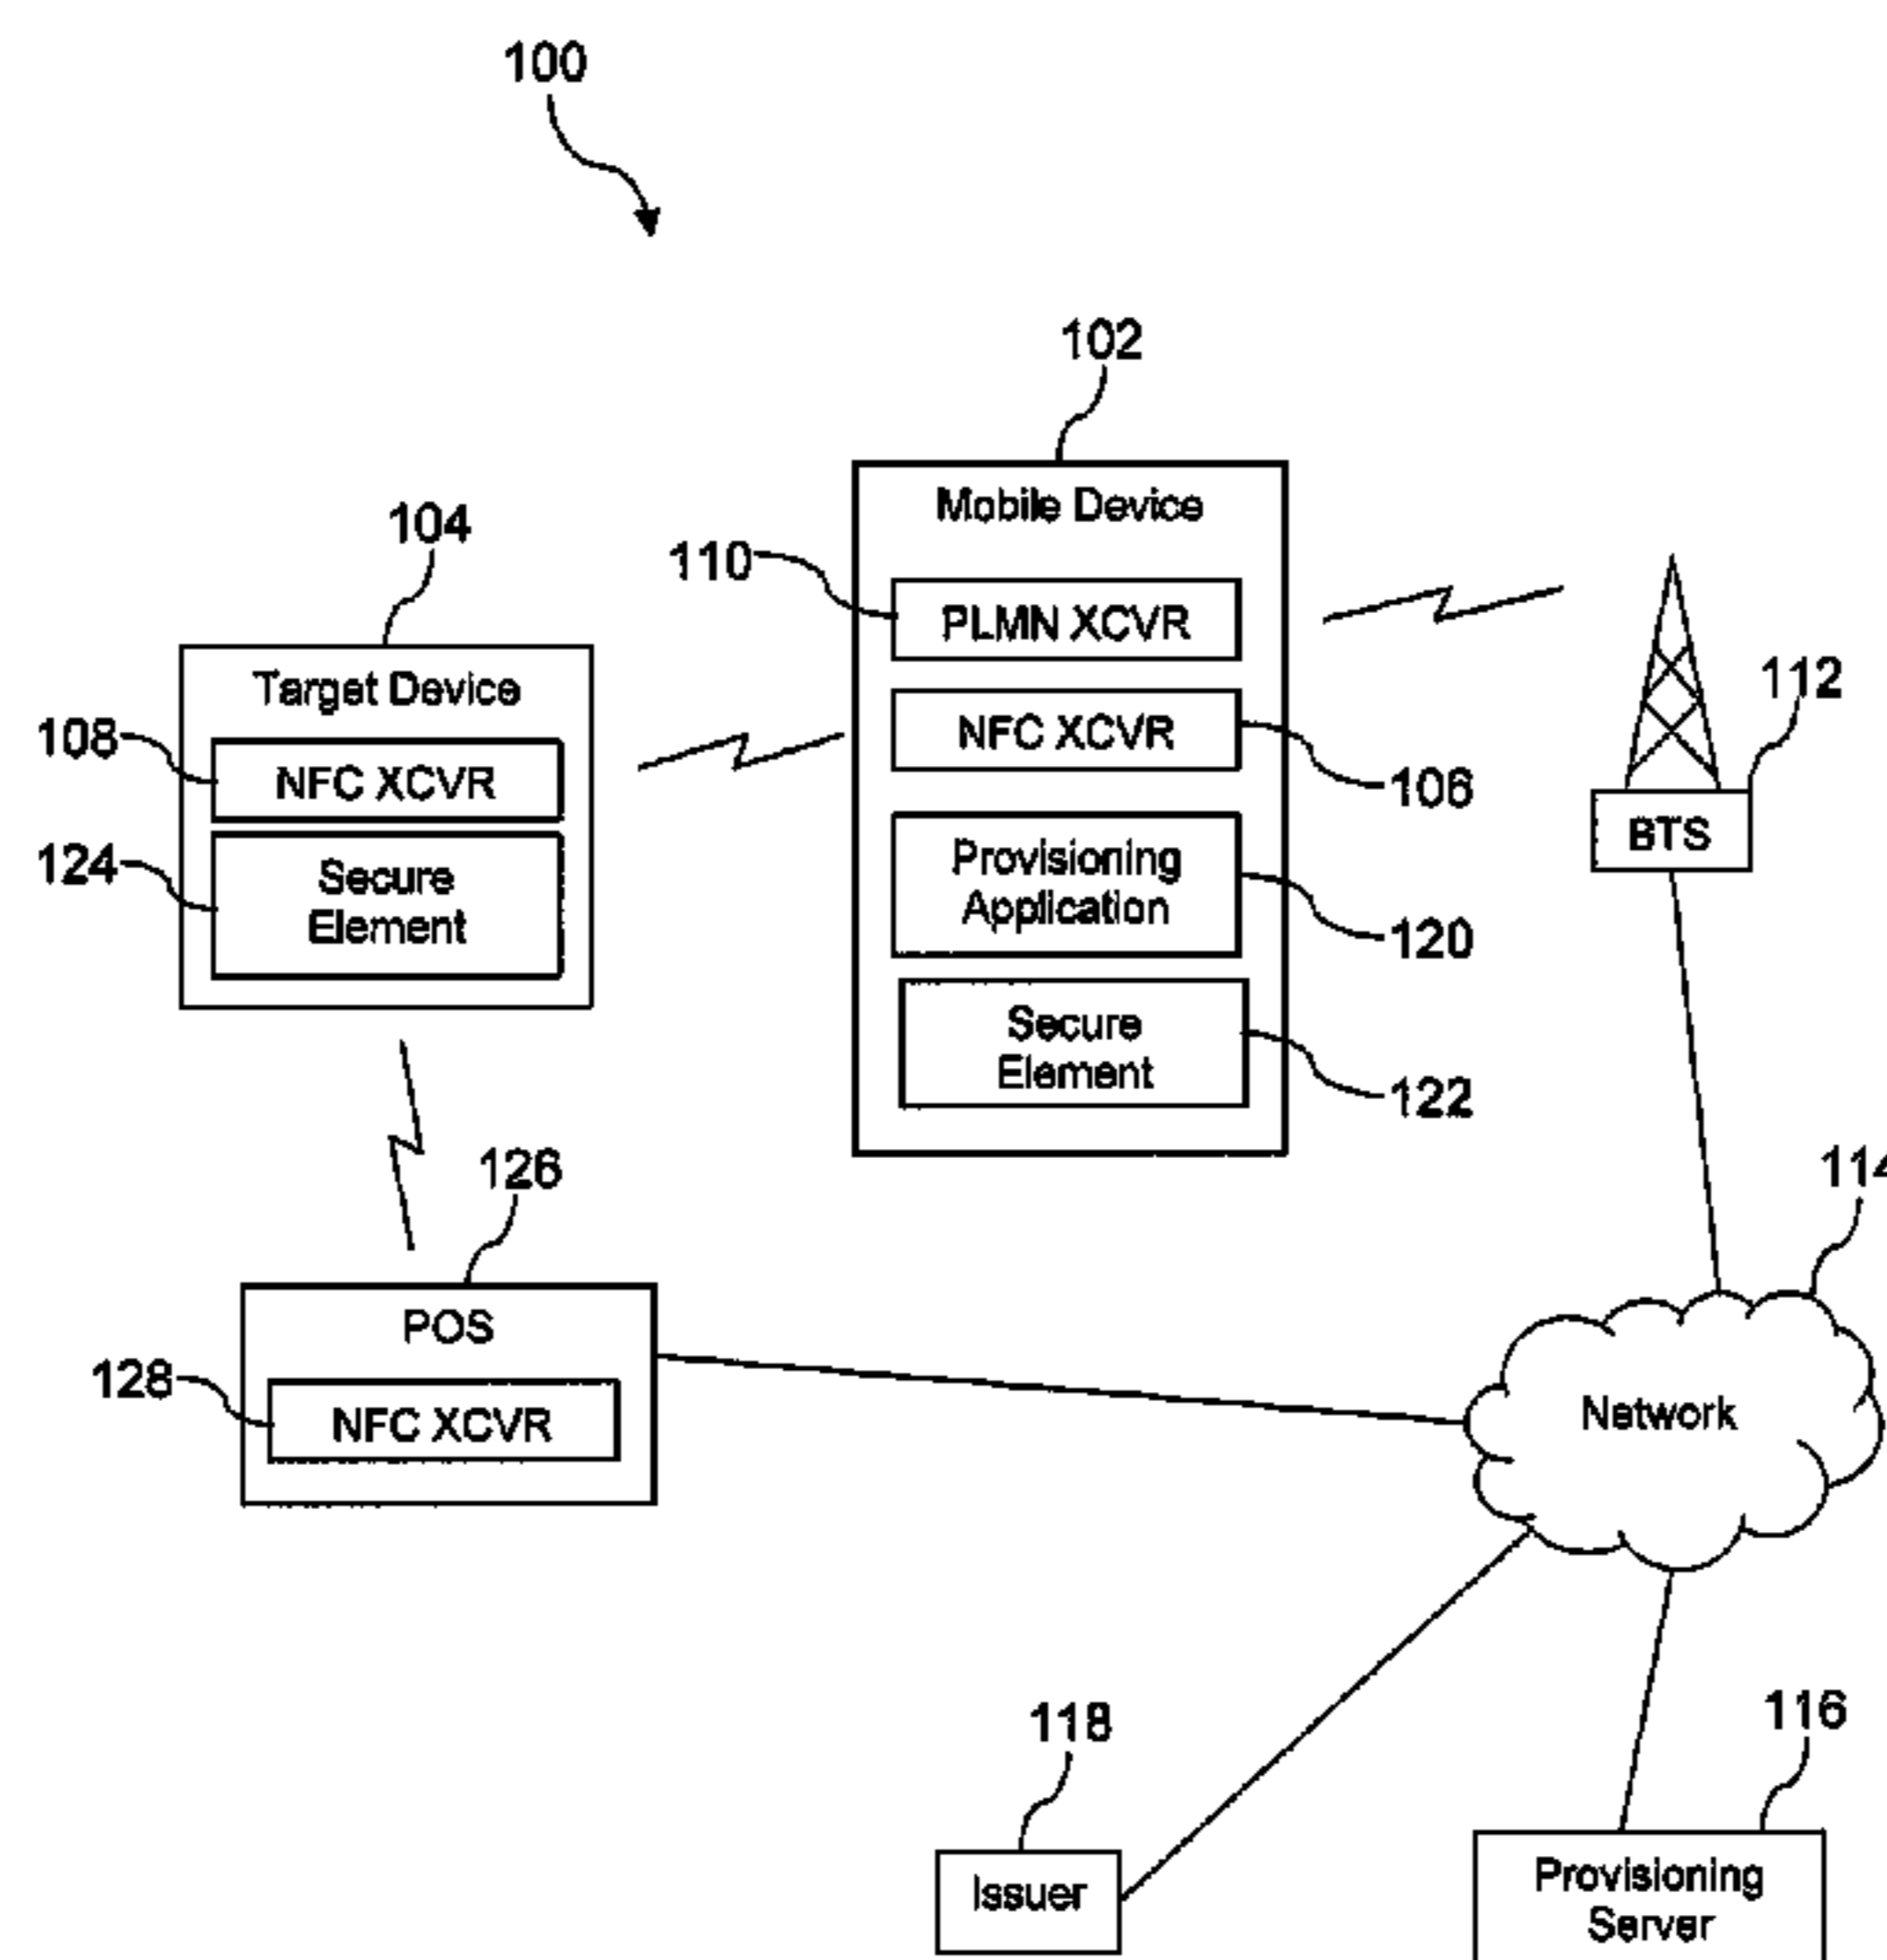 100
102
Mobile Device
104
110
PLMN XCVR
Target Device
112
108
NFC XCVR
NFC XCVR
106
BTS
124
Secure
Element
Provisioning
Application
120
Secure
Element
122
126
114
POS
128
NFC XCVR
Network
118
116
Issuer
Provisioning
Server